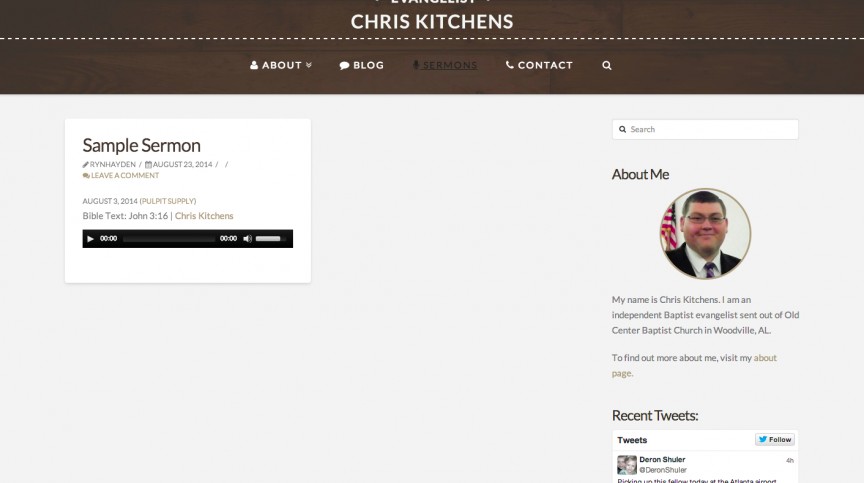 EVANGELIST
CHRIS KITCHENS
ABOUT
BLOG
SERMONS
CONTACT
Sample Sermon
RYNHAYDEN / AUGUST 23, 2014 / /
LEAVE A COMMENT
AUGUST 3, 2014 (PULPIT SUPPLY)
Bible Text: John 3:16 | Chris Kitchens
00:00 00:00
Search
About Me
My name is Chris Kitchens. I am an
independent Baptist evangelist sent out of Old
Center Baptist Church in Woodville, AL.
To find out more about me, visit my about
page.
Recent Tweets:
Tweets
Follow
Deron Shuler 4h
@DeronShuler
Picking up this fellow today at the Atlanta airport